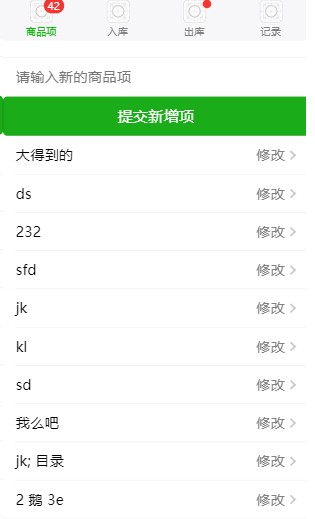 42
商品项 入库 出库 记录
请输入新的商品项
提交新增项
大得到的 修改
ds 修改
232 修改
sfd 修改
jk 修改
kl 修改
sd 修改
我么吧 修改
jk; 目录 修改
2 鹅 3e 修改